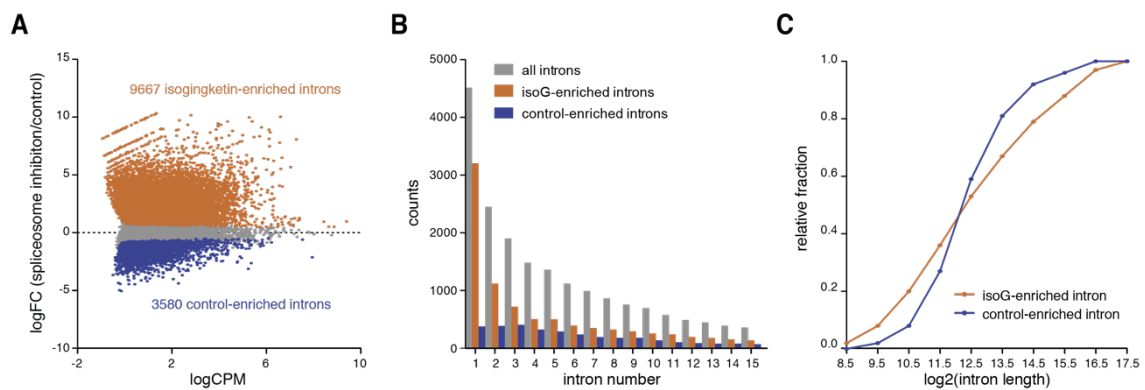 A
logFC (spliceosome inhibiton/control)
15
10
5
0
-5
-10
9667 isogingketin-enriched introns
3580 control-enriched introns
-2
2
6
10
logCPM
B
counts
5000
4000
3000
2000
1000
0
all introns
isoG-enriched introns
control-enriched introns
1 2 3 4 5 6 7 8 9 10 11 12 13 14 15
intron number
C
relative fraction
1.0
0.8
0.6
0.4
0.2
0.0
isoG-enriched intron
control-enriched intron
8.5 9.5 10.5 11.5 12.5 13.5 14.5 15.5 16.5 17.5
log2(intron length)